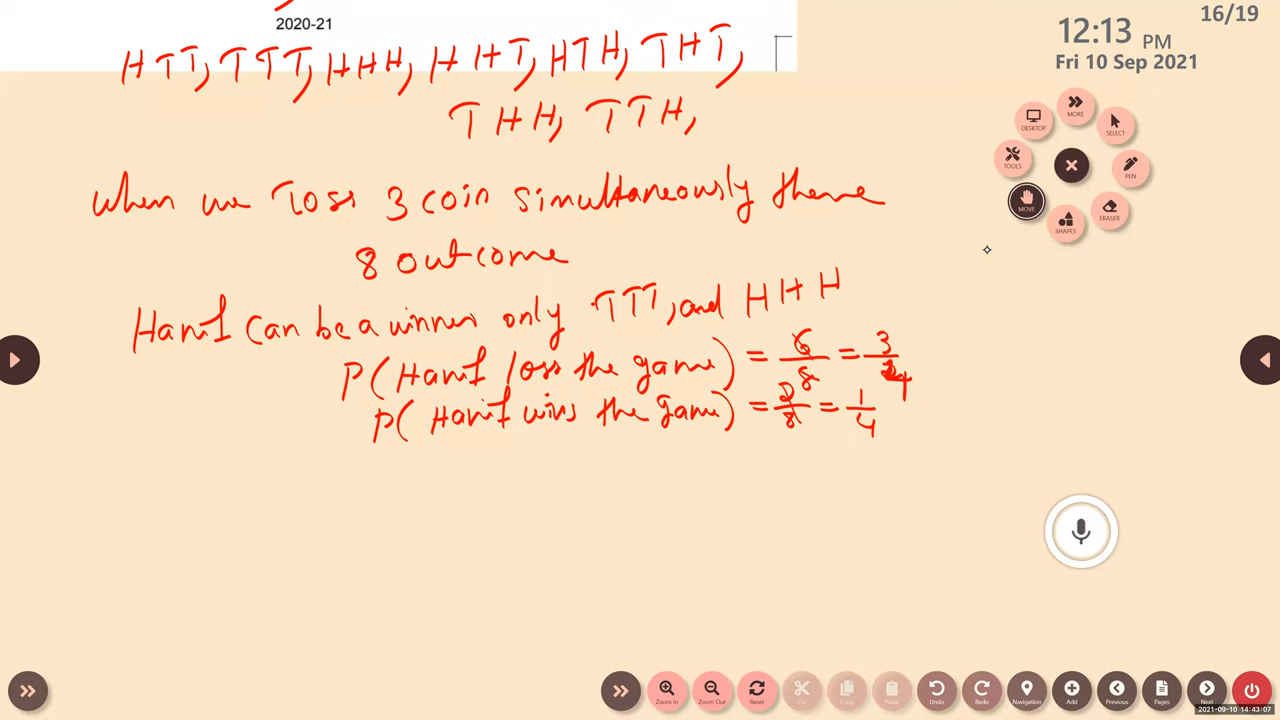 2020-21
HTT, TTT, HHH, HHT, HTH, THT,
THH, TTH,
When we Toss 3 coin simultaneously there
8 outcome
Hanif Can be a winner only TTT, and HHH
P(Hanif loss the game) = 6/8 = 3/4
P(Hanif wins the game) = 2/8 = 1/4
16/19
12:13 PM
Fri 10 Sep 2021
MORE
DESKTOP
SELECT
TOOLS
PEN
MOVE
ERASER
SHAPES
Zoom In Zoom Out Reset Cut Copy Paste Undo Redo Navigation Add Previous Pages Next
2021-09-10 14:43:07